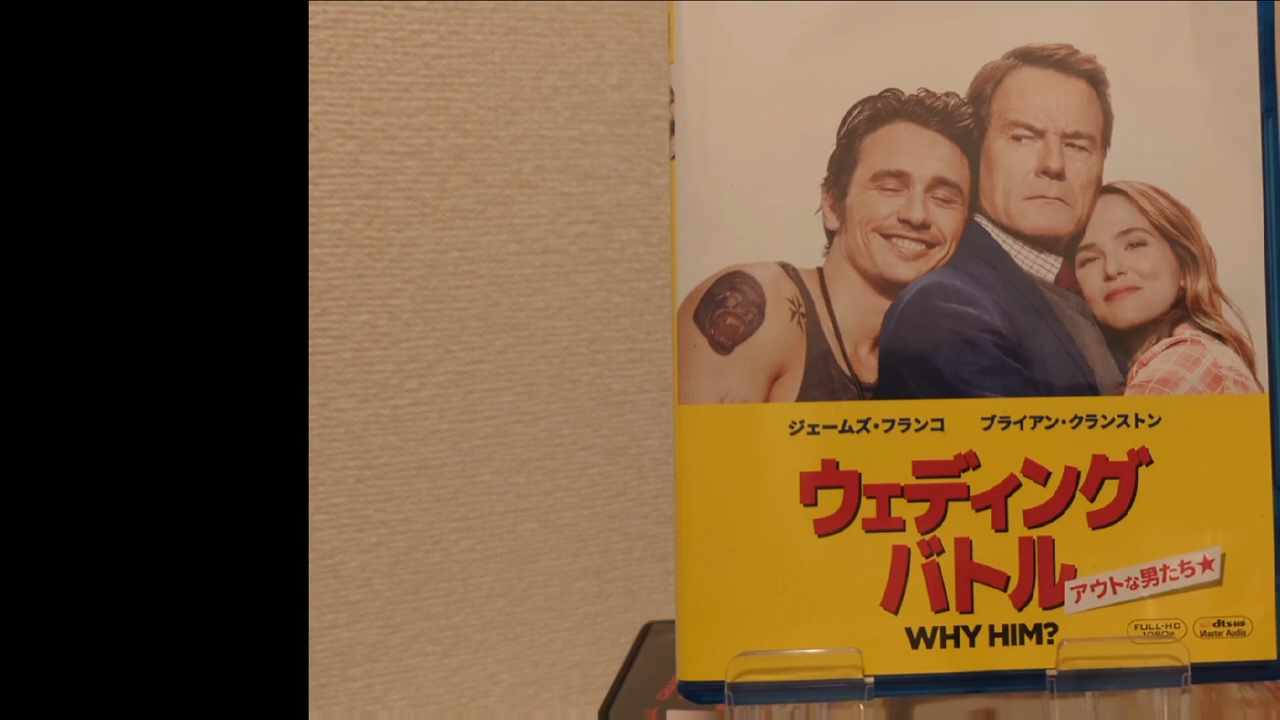 ジェームズ・フランコ ブライアン・クランストン
ウェディング
バトル
アウトな男たち★
WHY HIM?
FULL-HD
1080p
dts-HD
Master Audio